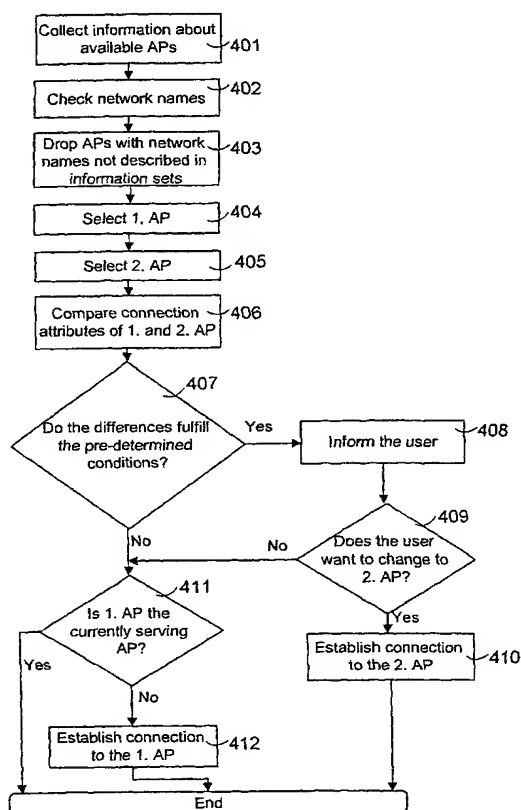 Collect information about
available APs
401
Check network names
402
Drop APs with network
names not described in
information sets
403
Select 1. AP
404
Select 2. AP
405
Compare connection
attributes of 1. and 2. AP
406
407
Do the differences fulfill
the pre-determined
conditions?
Yes
Inform the user
408
No
409
Does the user
want to change to
2. AP?
No
Yes
Establish connection
to the 2. AP
410
411
Is 1. AP the
currently serving
AP?
Yes
No
Establish connection
to the 1. AP
412
End